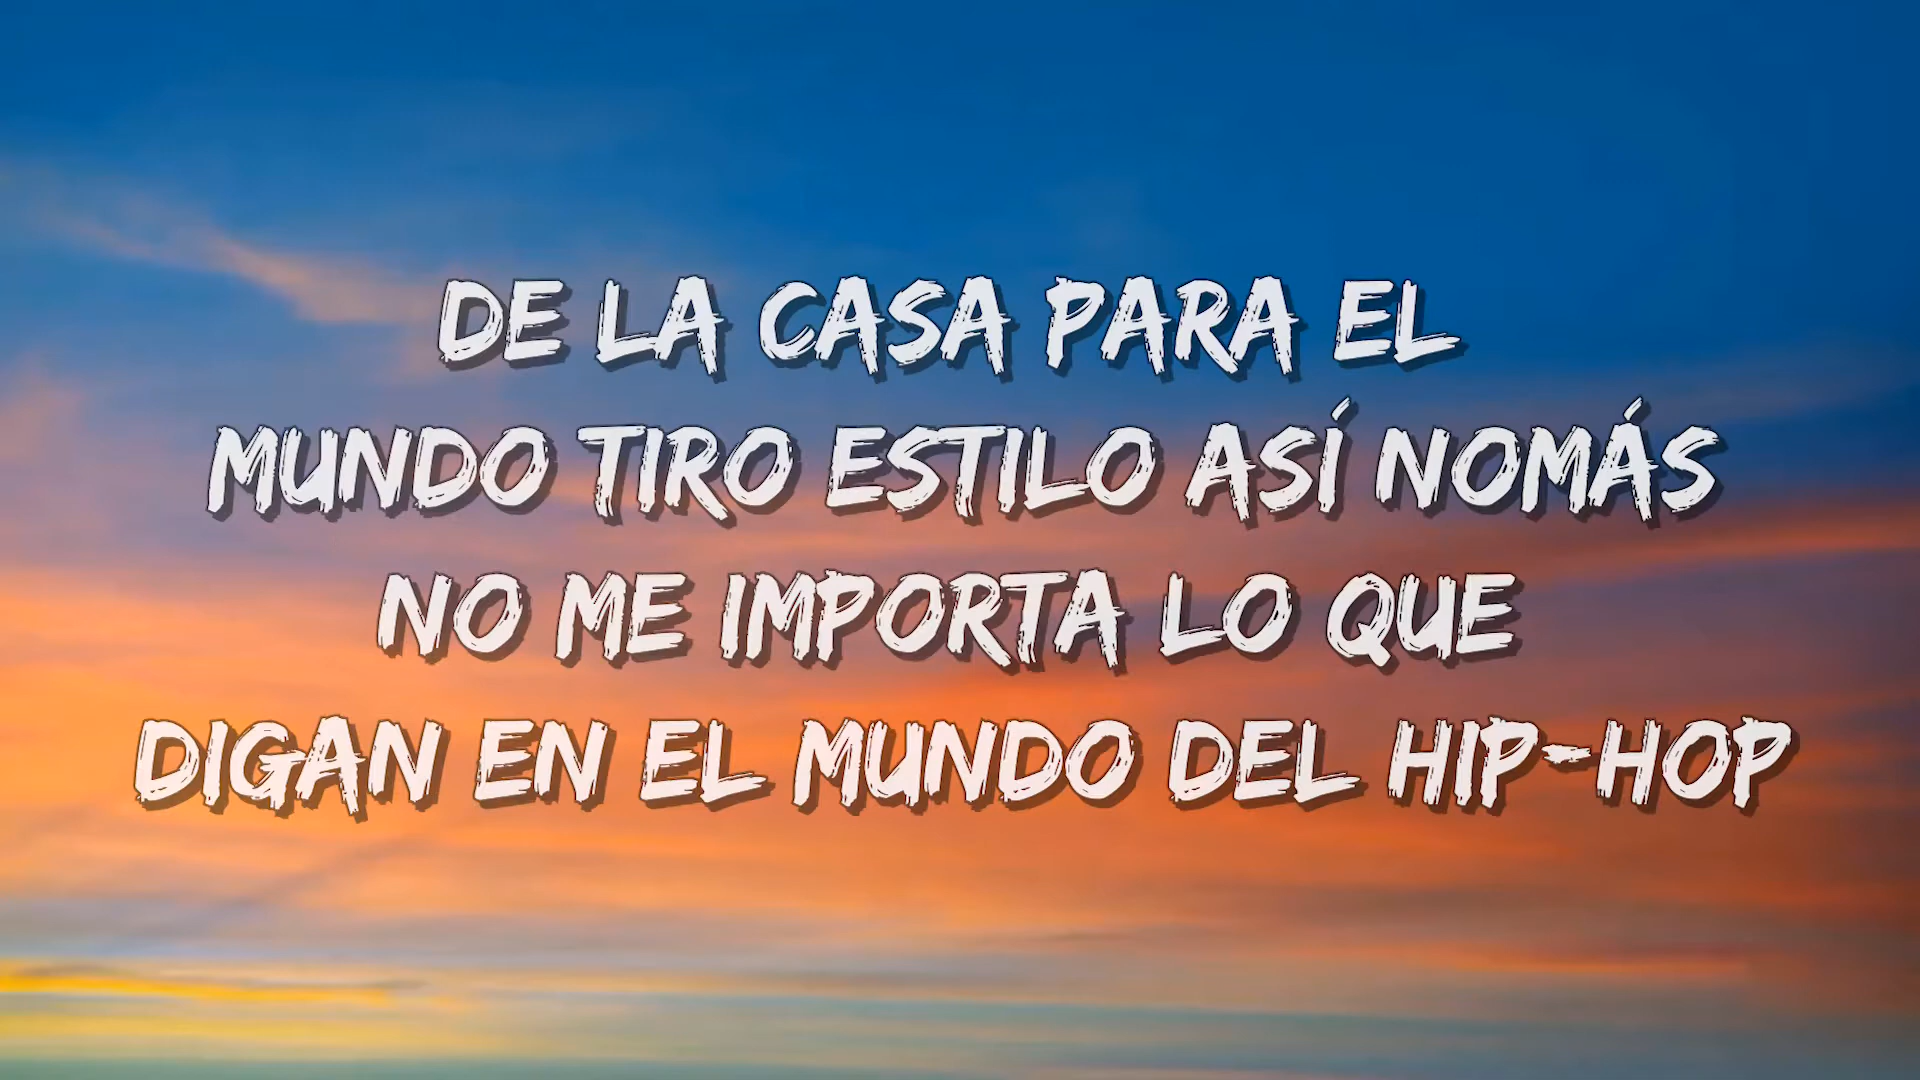 DE LA CASA PARA EL
MUNDO TIRO ESTILO ASÍ NOMÁS
NO ME IMPORTA LO QUE
DIGAN EN EL MUNDO DEL HIP-HOP